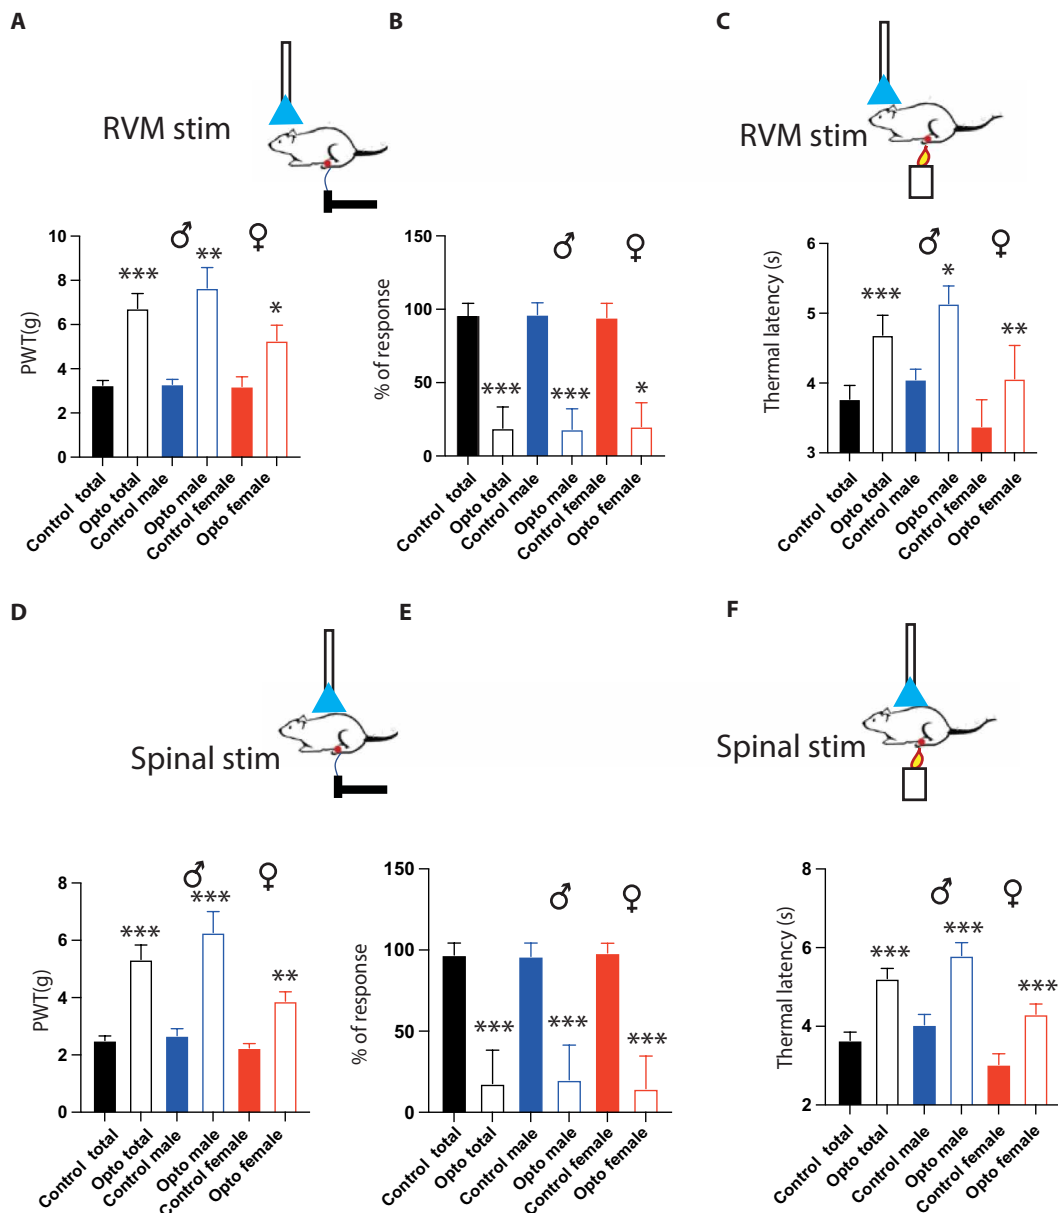 A
B
C
RVM stim
RVM stim
PWT(g)
10
8
6
4
2
0
♂
♀
***
**
*
Control total
Opto total
Control male
Opto male
Control female
Opto female
% of response
150
100
50
0
♂
♀
***
***
*
Control total
Opto total
Control male
Opto male
Control female
Opto female
Thermal latency (s)
6
5
4
3
♂
♀
***
*
**
Control total
Opto total
Control male
Opto male
Control female
Opto female
D
E
F
Spinal stim
Spinal stim
PWT(g)
8
6
4
2
0
♂
♀
***
***
**
Control total
Opto total
Control male
Opto male
Control female
Opto female
% of response
150
100
50
0
♂
♀
***
***
***
Control total
Opto total
Control male
Opto male
Control female
Opto female
Thermal latency (s)
8
6
4
2
♂
♀
***
***
***
Control total
Opto total
Control male
Opto male
Control female
Opto female